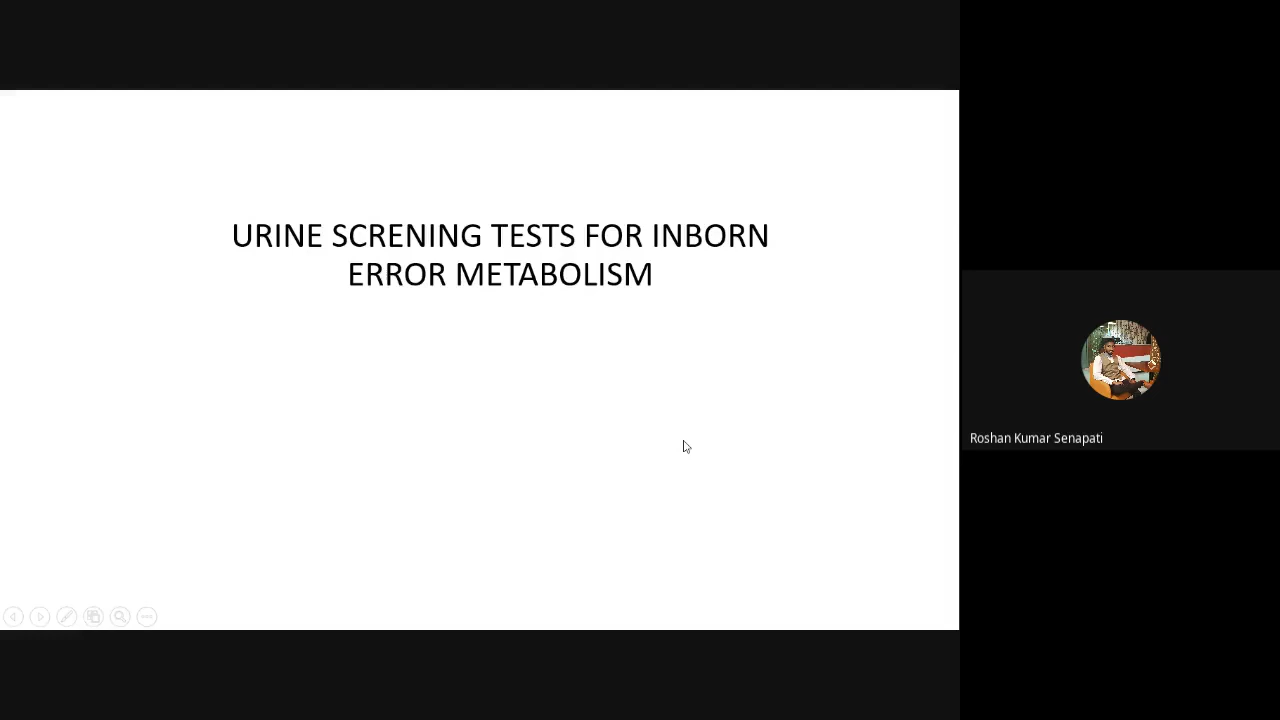 URINE SCRENING TESTS FOR INBORN
ERROR METABOLISM
Roshan Kumar Senapati